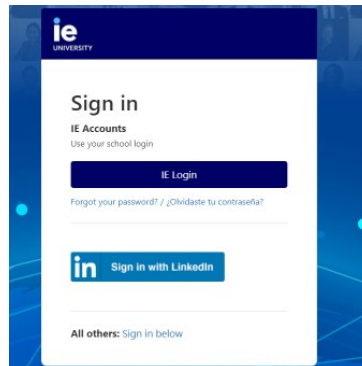 ie
UNIVERSITY
Sign in
IE Accounts
Use your school login
IE Login
Forgot your password? / ¿Olvidaste tu contraseña?
in Sign in with LinkedIn
All others: Sign in below